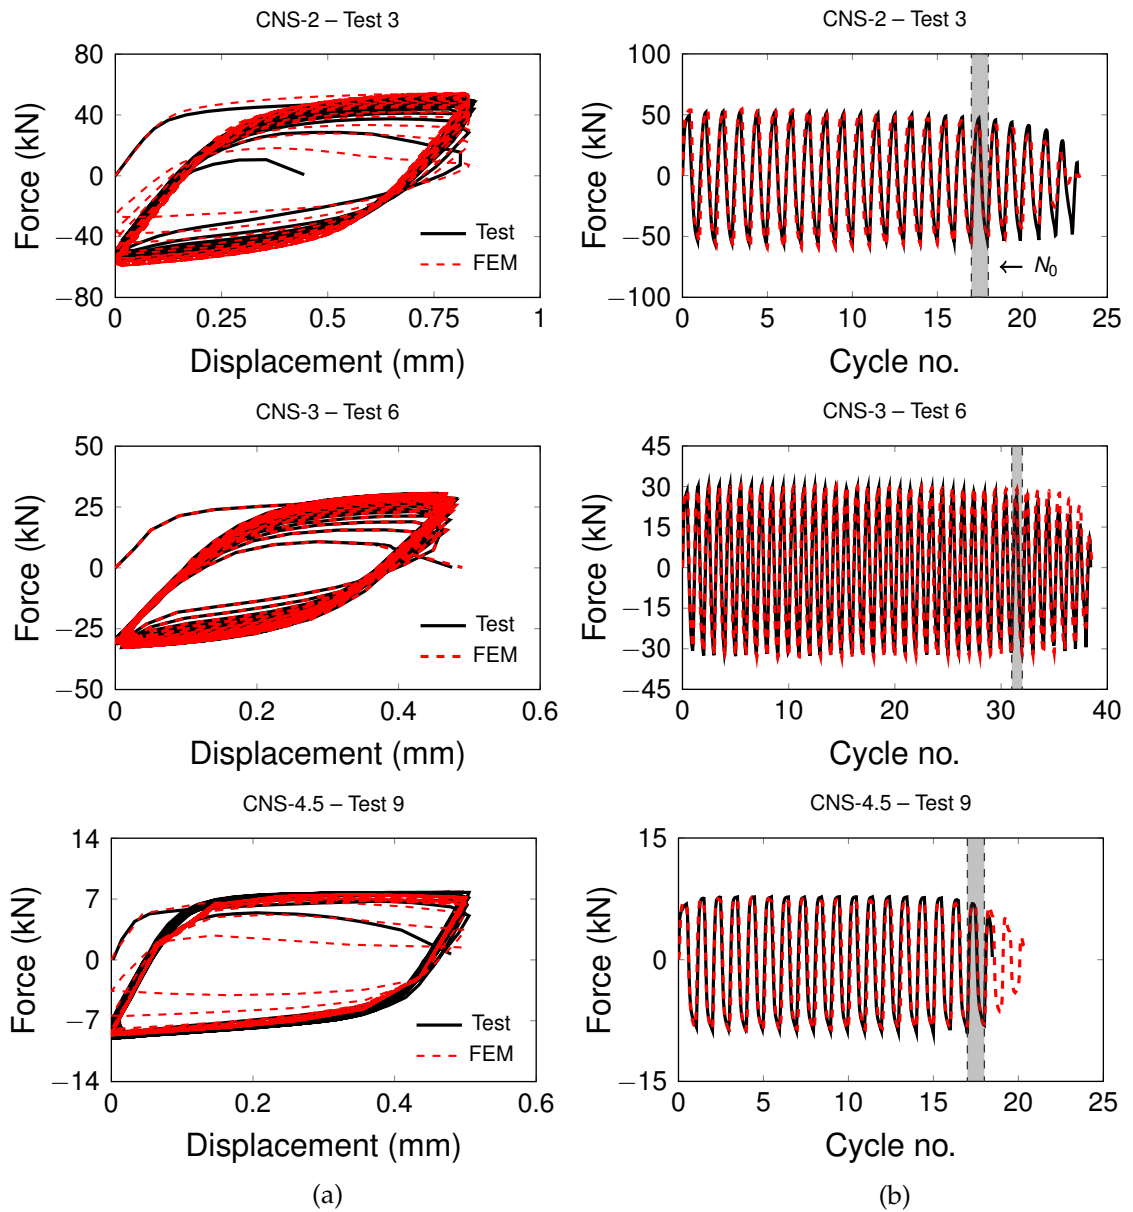 CNS-2 – Test 3
80
40
0
−40
−80
Force (kN)
Test
FEM
0
0.25
0.5
0.75
1
Displacement (mm)
CNS-2 – Test 3
100
50
0
−50
−100
Force (kN)
← N0
0
5
10
15
20
25
Cycle no.
CNS-3 – Test 6
50
25
0
−25
−50
Force (kN)
Test
FEM
0
0.2
0.4
0.6
Displacement (mm)
CNS-3 – Test 6
45
30
15
0
−15
−30
−45
Force (kN)
0
10
20
30
40
Cycle no.
CNS-4.5 – Test 9
14
7
0
−7
−14
Force (kN)
Test
FEM
0
0.2
0.4
0.6
Displacement (mm)
CNS-4.5 – Test 9
15
0
−15
Force (kN)
0
5
10
15
20
25
Cycle no.
(a)
(b)